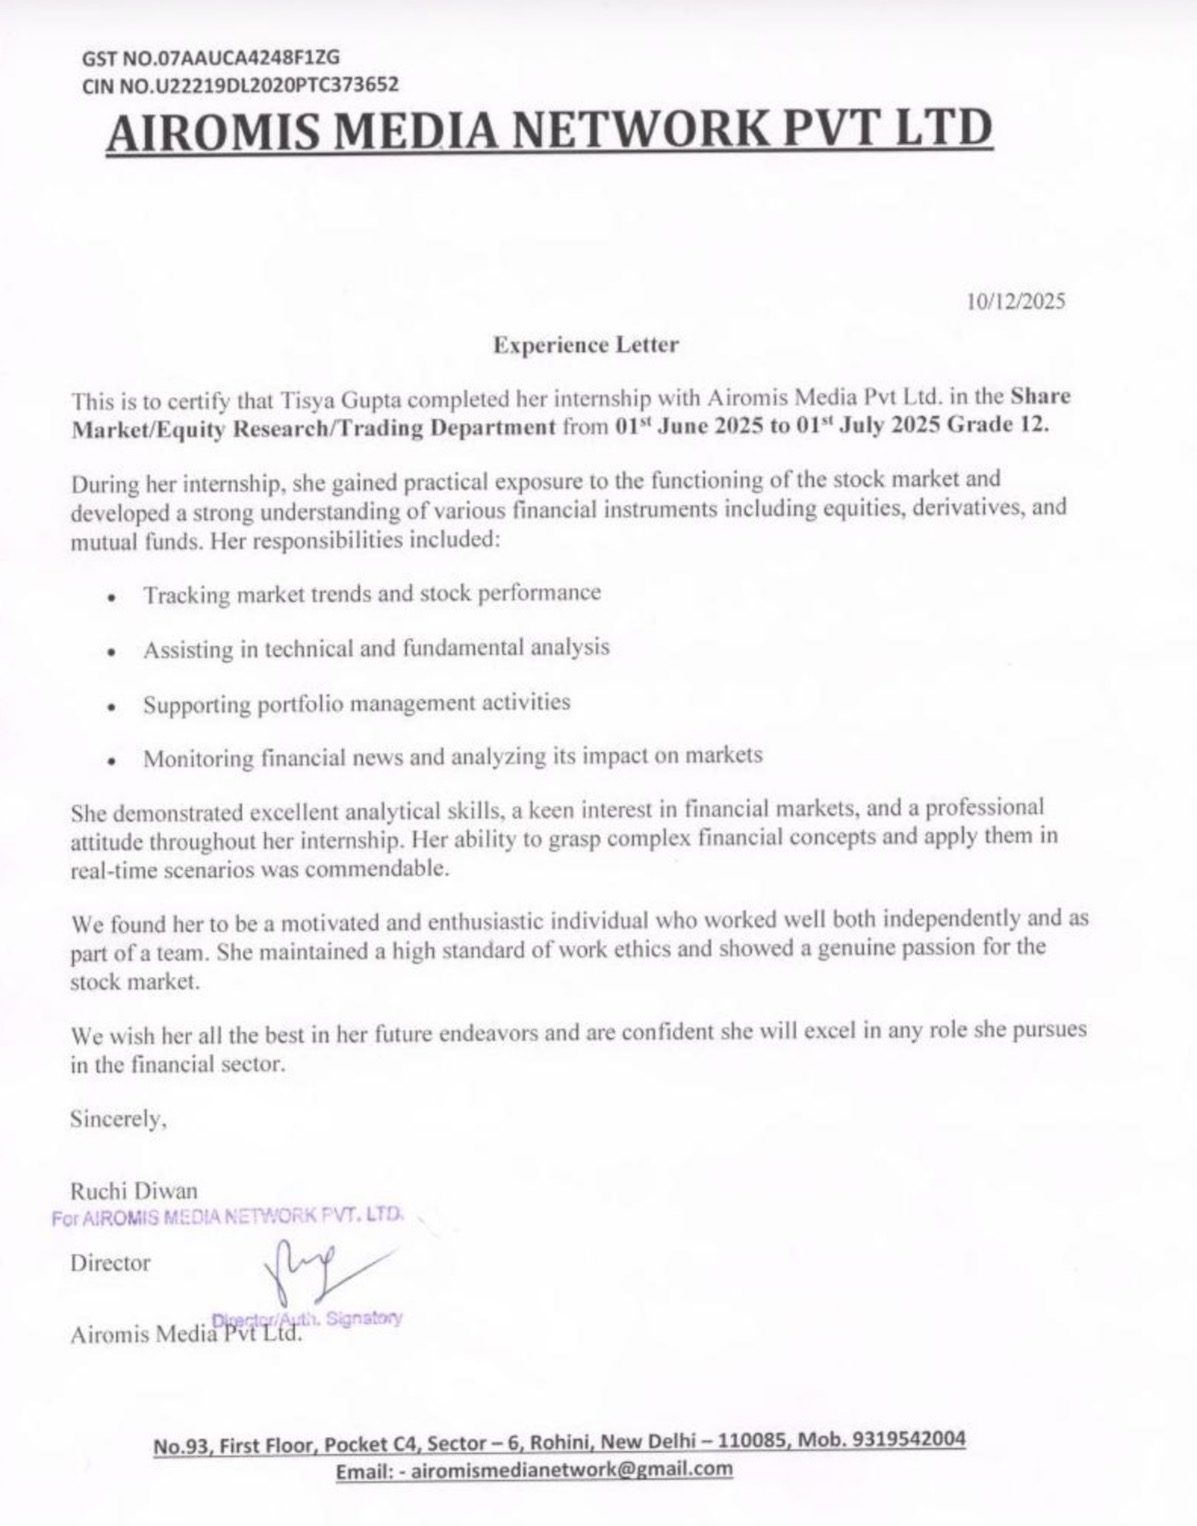 GST NO.07AAUCA4248F1ZG
CIN NO.U22219DL2020PTC373652
AIROMIS MEDIA NETWORK PVT LTD
10/12/2025
Experience Letter
This is to certify that Tisya Gupta completed her internship with Airomis Media Pvt Ltd. in the Share
Market/Equity Research/Trading Department from 01st June 2025 to 01st July 2025 Grade 12.
During her internship, she gained practical exposure to the functioning of the stock market and
developed a strong understanding of various financial instruments including equities, derivatives, and
mutual funds. Her responsibilities included:
• Tracking market trends and stock performance
• Assisting in technical and fundamental analysis
• Supporting portfolio management activities
• Monitoring financial news and analyzing its impact on markets
She demonstrated excellent analytical skills, a keen interest in financial markets, and a professional
attitude throughout her internship. Her ability to grasp complex financial concepts and apply them in
real-time scenarios was commendable.
We found her to be a motivated and enthusiastic individual who worked well both independently and as
part of a team. She maintained a high standard of work ethics and showed a genuine passion for the
stock market.
We wish her all the best in her future endeavors and are confident she will excel in any role she pursues
in the financial sector.
Sincerely,
Ruchi Diwan
For AIROMIS MEDIA NETWORK PVT. LTD.
Director
Director/Auth. Signatory
Airomis Media Pvt Ltd.
No.93, First Floor, Pocket C4, Sector – 6, Rohini, New Delhi – 110085, Mob. 9319542004
Email: - airomismedianetwork@gmail.com